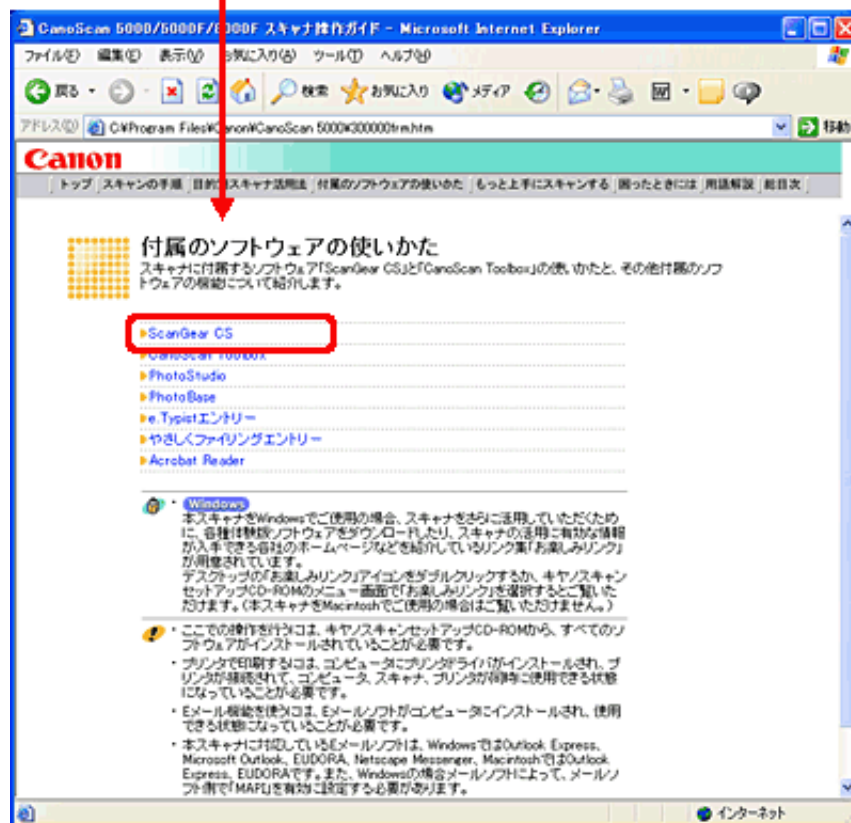 CanoScan 5000/5000F/8000F スキャナ操作ガイド - Microsoft Internet Explorer
ファイル(F) 編集(E) 表示(V) お気に入り(A) ツール(T) ヘルプ(H)
戻る 検索 お気に入り メディア
アドレス(D) C:¥Program Files¥Canon¥CanoScan 5000¥300000frm.htm 移動
Canon
トップ スキャンの手順 目的別スキャナ活用法 付属のソフトウェアの使いかた もっと上手にスキャンする 困ったときには 用語解説 総目次
付属のソフトウェアの使いかた
スキャナに付属するソフトウェア「ScanGear CS」と「CanoScan Toolbox」の使いかたと、その他付属のソフ
トウェアの機能について紹介します。
ScanGear CS
CanoScan Toolbox
PhotoStudio
PhotoBase
e.Typistエントリー
やさしくファイリングエントリー
Acrobat Reader
・ Windows
本スキャナをWindowsでご使用の場合、スキャナをさらに活用していただくため
に、各種体験版ソフトウェアをダウンロードしたり、スキャナの活用に有効な情報
が入手できる各社のホームページなどを紹介しているリンク集「お楽しみリンク」
が用意されています。
デスクトップの「お楽しみリンク」アイコンをダブルクリックするか、キヤノスキャン
セットアップCD-ROMのメニュー画面で「お楽しみリンク」を選択するとご覧いた
だけます。(本スキャナをMacintoshでご使用の場合はご覧いただけません。)
・ ここでの操作を行うには、キヤノスキャンセットアップCD-ROMから、すべてのソ
フトウェアがインストールされていることが必要です。
・ プリンタで印刷するには、コンピュータにプリンタドライバがインストールされ、プ
リンタが接続されて、コンピュータ、スキャナ、プリンタが同時に使用できる状態
になっていることが必要です。
・ Eメール機能を使うには、Eメールソフトがコンピュータにインストールされ、使用
できる状態になっていることが必要です。
・ 本スキャナに対応しているEメールソフトは、WindowsではOutlook Express、
Microsoft Outlook、EUDORA、Netscape Messenger、MacintoshではOutlook
Express、EUDORAです。また、Windowsの場合メールソフトによって、メールソ
フト側で「MAPI」を有効に設定する必要があります。
インターネット